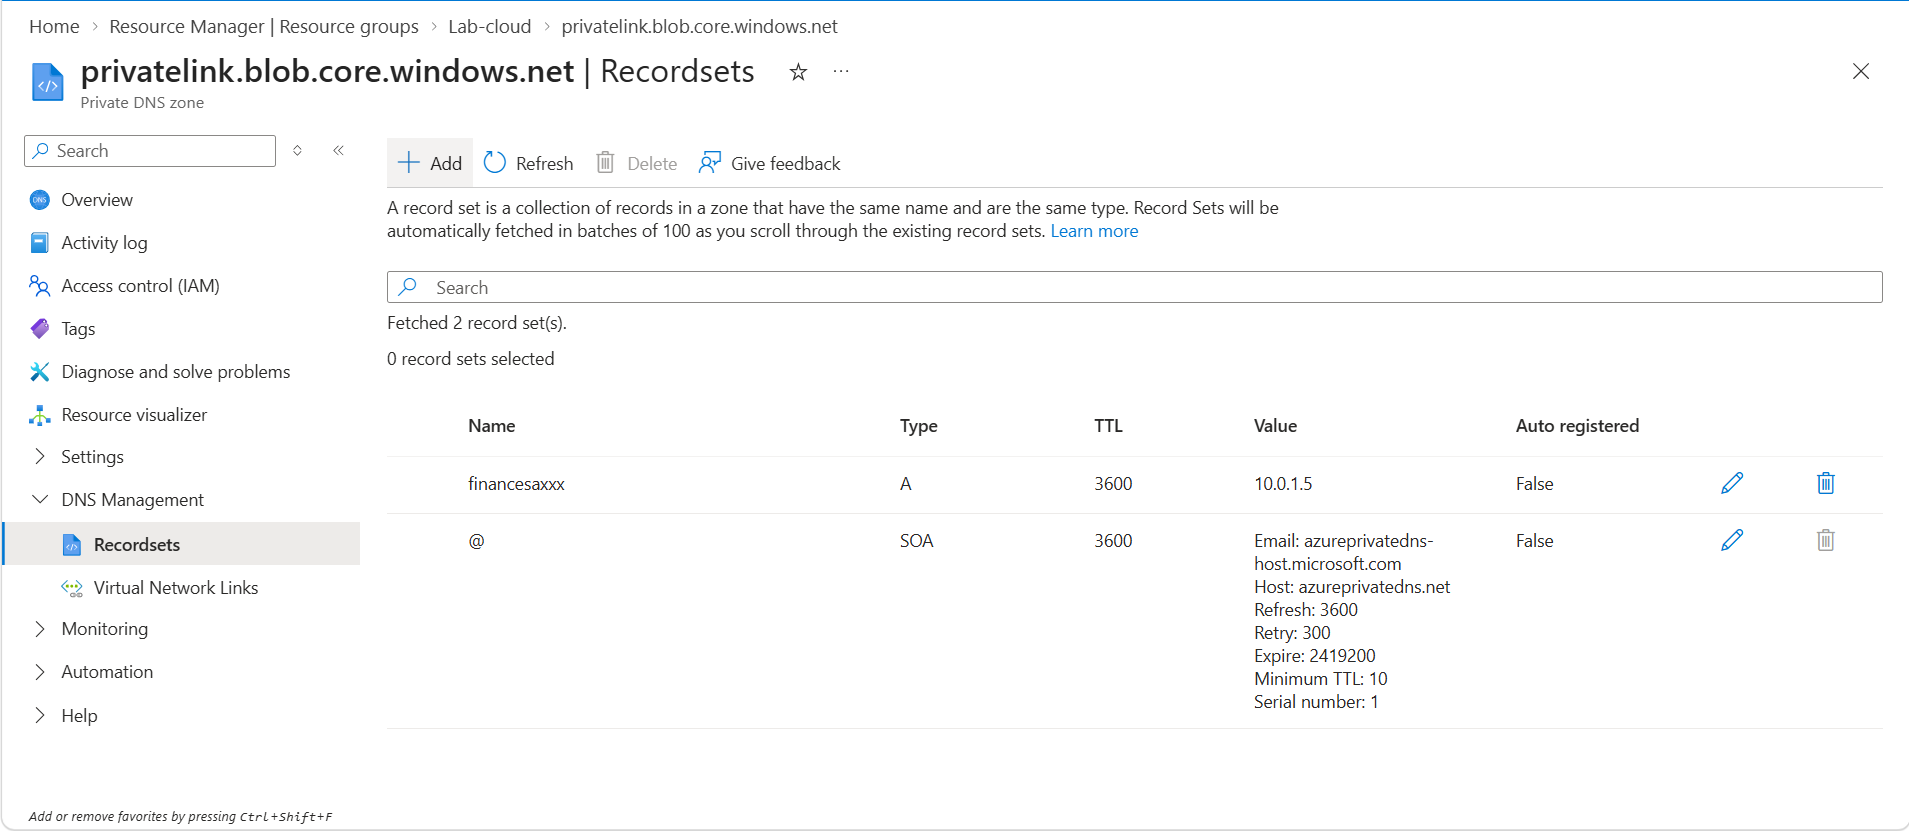 Home > Resource Manager | Resource groups > Lab-cloud > privatelink.blob.core.windows.net
privatelink.blob.core.windows.net | Recordsets
Private DNS zone
Search
Overview
Activity log
Access control (IAM)
Tags
Diagnose and solve problems
Resource visualizer
Settings
DNS Management
Recordsets
Virtual Network Links
Monitoring
Automation
Help
Add or remove favorites by pressing Ctrl+Shift+F
Add Refresh Delete Give feedback
A record set is a collection of records in a zone that have the same name and are the same type. Record Sets will be
automatically fetched in batches of 100 as you scroll through the existing record sets. Learn more
Search
Fetched 2 record set(s).
0 record sets selected
Name Type TTL Value Auto registered
financesaxxx A 3600 10.0.1.5 False
@ SOA 3600 Email: azureprivatedns- False
host.microsoft.com
Host: azureprivatedns.net
Refresh: 3600
Retry: 300
Expire: 2419200
Minimum TTL: 10
Serial number: 1